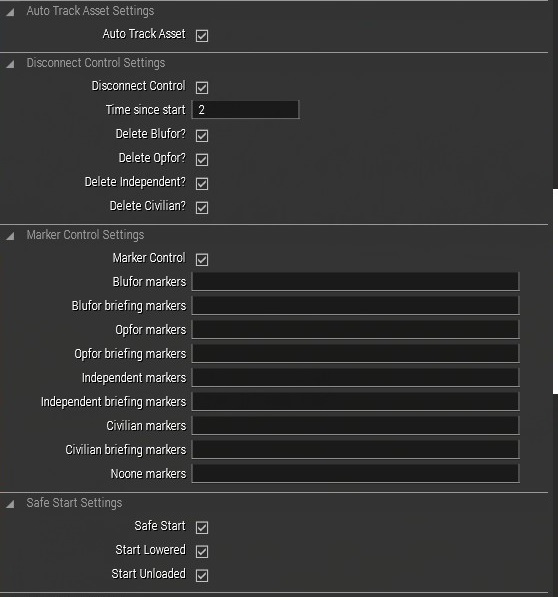 Auto Track Asset Settings
Auto Track Asset
Disconnect Control Settings
Disconnect Control
Time since start 2
Delete Blufor?
Delete Opfor?
Delete Independent?
Delete Civilian?
Marker Control Settings
Marker Control
Blufor markers
Blufor briefing markers
Opfor markers
Opfor briefing markers
Independent markers
Independent briefing markers
Civilian markers
Civilian briefing markers
Noone markers
Safe Start Settings
Safe Start
Start Lowered
Start Unloaded